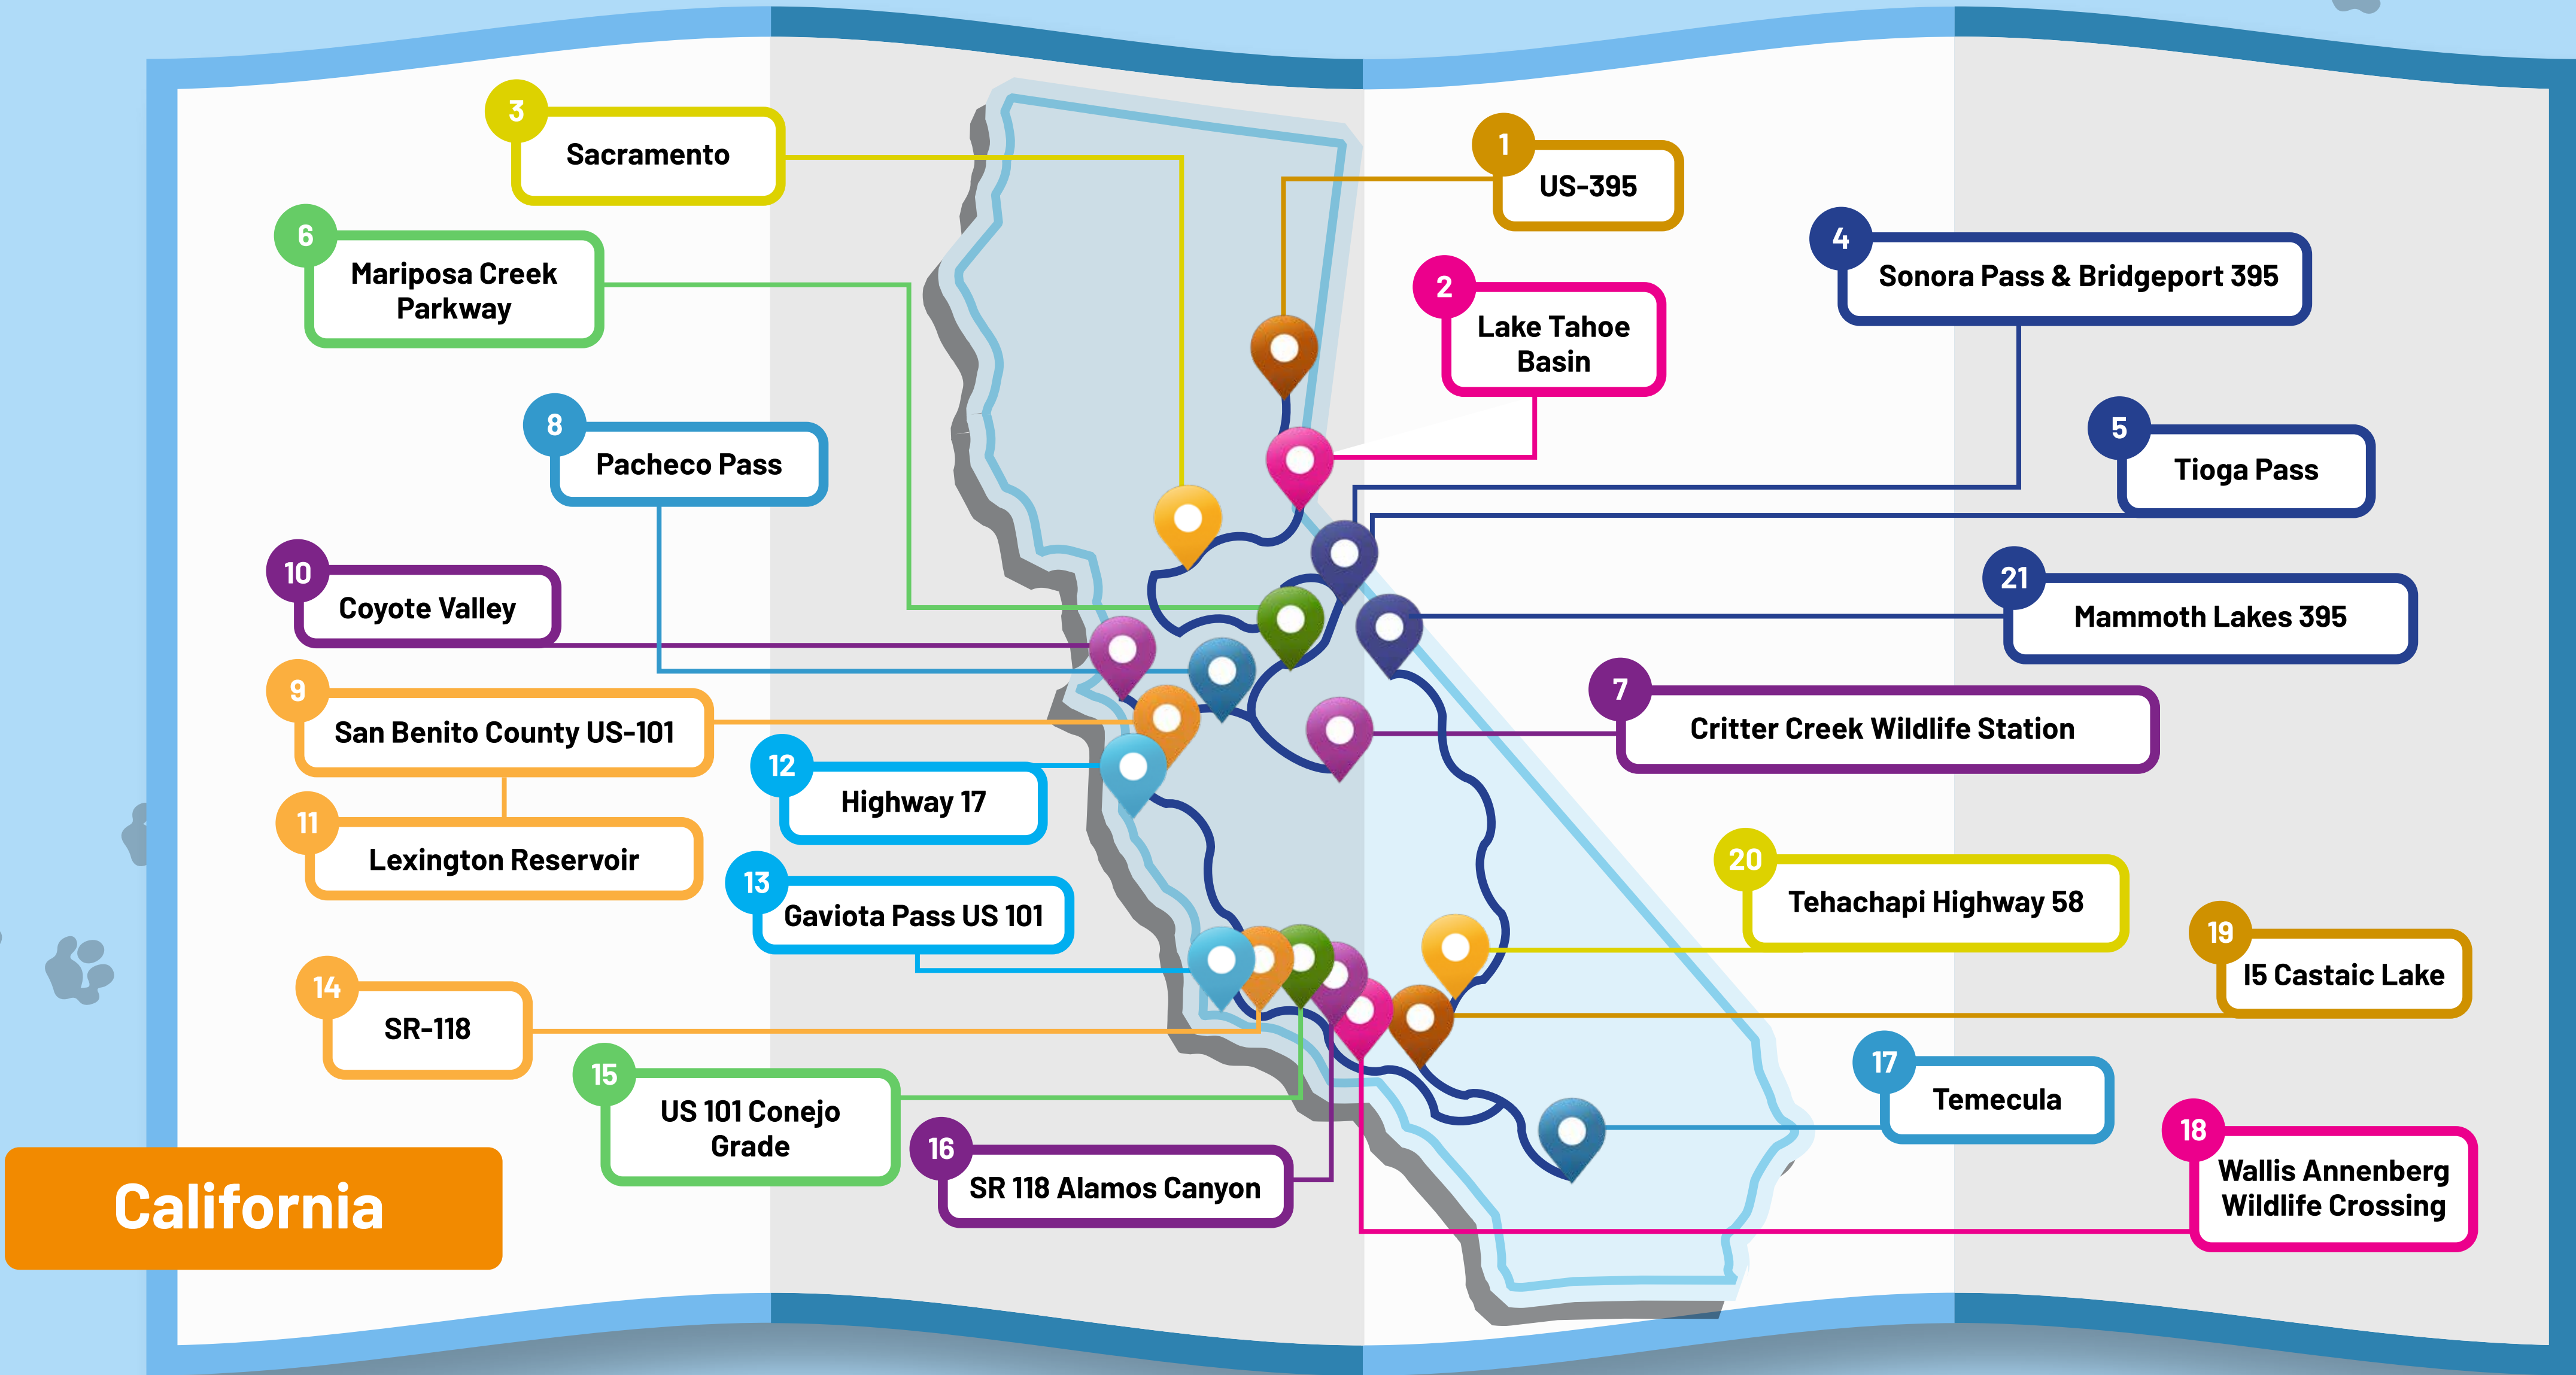 3
Sacramento
1
US-395
6
Mariposa Creek
Parkway
2
Lake Tahoe
Basin
4
Sonora Pass & Bridgeport 395
8
Pacheco Pass
5
Tioga Pass
10
Coyote Valley
21
Mammoth Lakes 395
9
San Benito County US-101
7
Critter Creek Wildlife Station
12
Highway 17
11
Lexington Reservoir
13
Gaviota Pass US 101
20
Tehachapi Highway 58
19
I5 Castaic Lake
14
SR-118
15
US 101 Conejo
Grade
17
Temecula
16
SR 118 Alamos Canyon
18
Wallis Annenberg
Wildlife Crossing
California